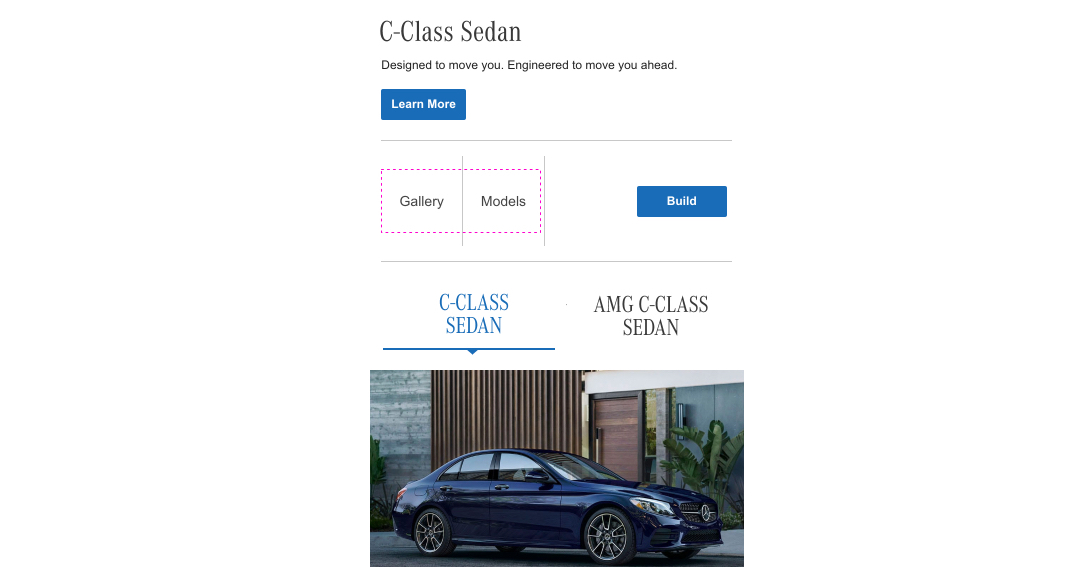 C-Class Sedan
Designed to move you. Engineered to move you ahead.
Learn More
Gallery
Models
Build
C-CLASS
SEDAN
AMG C-CLASS
SEDAN